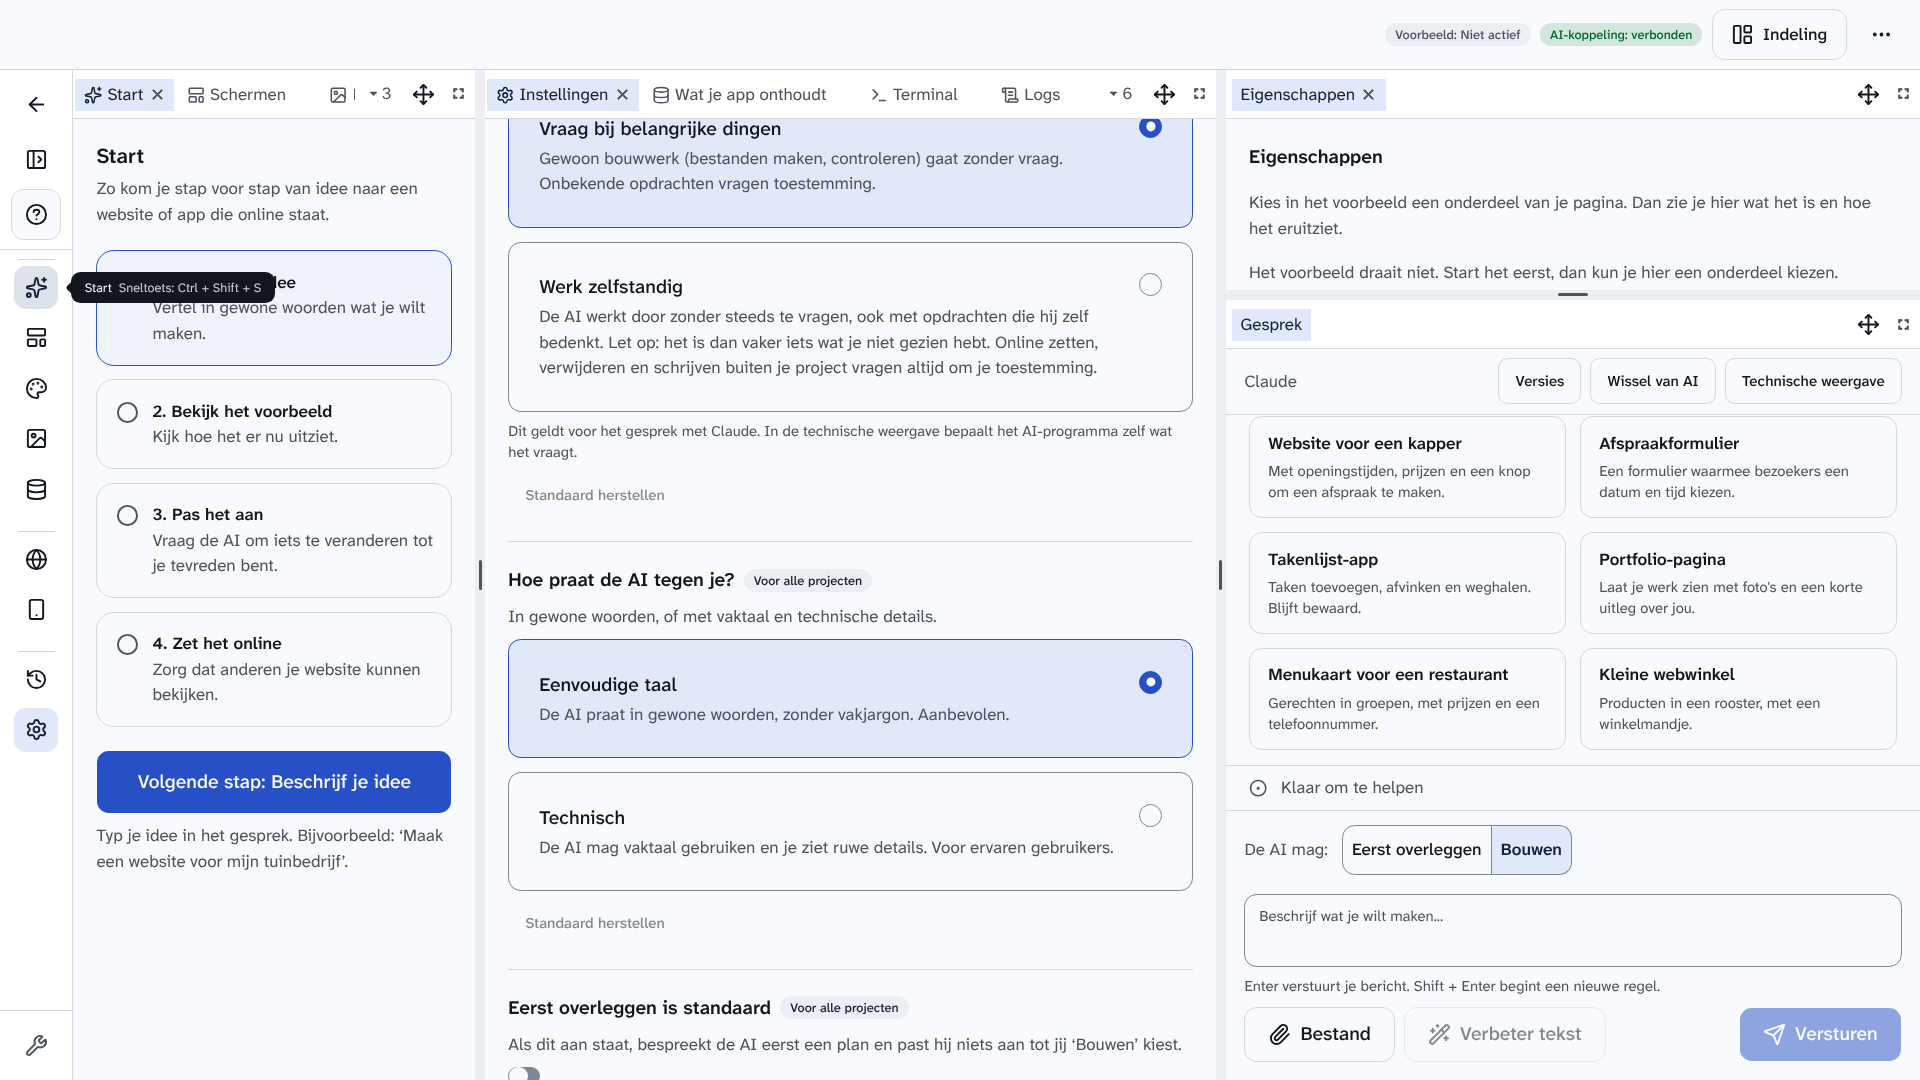 Voorbeeld: Niet actief
AI-koppeling: verbonden
Indeling
Start
Schermen
3
Start
Zo kom je stap voor stap van idee naar een
website of app die online staat.
Start Sneltoets: Ctrl + Shift + S
Vertel in gewone woorden wat je wilt
maken.
2. Bekijk het voorbeeld
Kijk hoe het er nu uitziet.
3. Pas het aan
Vraag de AI om iets te veranderen tot
je tevreden bent.
4. Zet het online
Zorg dat anderen je website kunnen
bekijken.
Volgende stap: Beschrijf je idee
Typ je idee in het gesprek. Bijvoorbeeld: ‘Maak
een website voor mijn tuinbedrijf’.
Instellingen
Wat je app onthoudt
Terminal
Logs
6
Vraag bij belangrijke dingen
Gewoon bouwwerk (bestanden maken, controleren) gaat zonder vraag.
Onbekende opdrachten vragen toestemming.
Werk zelfstandig
De AI werkt door zonder steeds te vragen, ook met opdrachten die hij zelf
bedenkt. Let op: het is dan vaker iets wat je niet gezien hebt. Online zetten,
verwijderen en schrijven buiten je project vragen altijd om je toestemming.
Dit geldt voor het gesprek met Claude. In de technische weergave bepaalt het AI-programma zelf wat
het vraagt.
Standaard herstellen
Hoe praat de AI tegen je? Voor alle projecten
In gewone woorden, of met vaktaal en technische details.
Eenvoudige taal
De AI praat in gewone woorden, zonder vakjargon. Aanbevolen.
Technisch
De AI mag vaktaal gebruiken en je ziet ruwe details. Voor ervaren gebruikers.
Standaard herstellen
Eerst overleggen is standaard Voor alle projecten
Als dit aan staat, bespreekt de AI eerst een plan en past hij niets aan tot jij ‘Bouwen’ kiest.
Eigenschappen
Eigenschappen
Kies in het voorbeeld een onderdeel van je pagina. Dan zie je hier wat het is en hoe
het eruitziet.
Het voorbeeld draait niet. Start het eerst, dan kun je hier een onderdeel kiezen.
Gesprek
Claude
Versies
Wissel van AI
Technische weergave
Website voor een kapper
Met openingstijden, prijzen en een knop
om een afspraak te maken.
Afspraakformulier
Een formulier waarmee bezoekers een
datum en tijd kiezen.
Takenlijst-app
Taken toevoegen, afvinken en weghalen.
Blijft bewaard.
Portfolio-pagina
Laat je werk zien met foto's en een korte
uitleg over jou.
Menukaart voor een restaurant
Gerechten in groepen, met prijzen en een
telefoonnummer.
Kleine webwinkel
Producten in een rooster, met een
winkelmandje.
Klaar om te helpen
De AI mag: Eerst overleggen Bouwen
Beschrijf wat je wilt maken...
Enter verstuurt je bericht. Shift + Enter begint een nieuwe regel.
Bestand
Verbeter tekst
Versturen